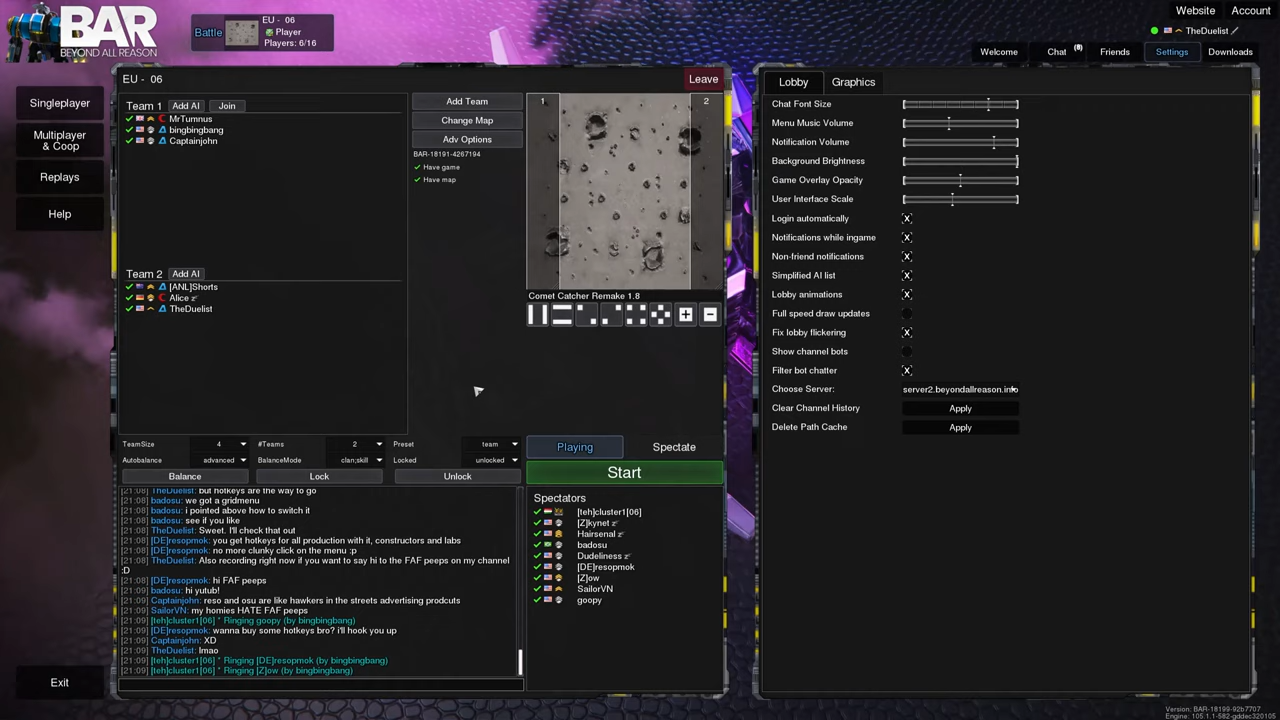 BAR
BEYOND ALL REASON
Battle
EU - 06
Player
Players: 6/16
Website
Account
TheDuelist
Welcome
Chat
(8)
Friends
Settings
Downloads
Singleplayer
Multiplayer
& Coop
Replays
Help
Exit
EU - 06
Leave
Team 1
Add AI
Join
MrTumnus
bingbingbang
Captainjohn
Team 2
Add AI
[ANL]Shorts
Alice
TheDuelist
Add Team
Change Map
Adv Options
BAR-18191-4267194
Have game
Have map
1
2
Comet Catcher Remake 1.8
TeamSize
4
#Teams
2
Preset
team
Autobalance
advanced
BalanceMode
clan;skill
Locked
unlocked
Balance
Lock
Unlock
Playing
Spectate
Start
[21:08] TheDuelist: but hotkeys are the way to go
[21:08] badosu: we got a gridmenu
[21:08] badosu: i pointed above how to switch it
[21:08] badosu: see if you like
[21:08] TheDuelist: Sweet. I'll check that out
[21:08] [DE]resopmok: you get hotkeys for all production with it, constructors and labs
[21:08] [DE]resopmok: no more clunky click on the menu :p
[21:08] TheDuelist: Also recording right now if you want to say hi to the FAF peeps on my channel
:D
[21:08] [DE]resopmok: hi FAF peeps
[21:09] badosu: hi yutub!
[21:09] Captainjohn: reso and osu are like hawkers in the streets advertising prodcuts
[21:09] SailorVN: my homies HATE FAF peeps
[21:09] [teh]cluster1[06] * Ringing goopy (by bingbingbang)
[21:09] [DE]resopmok: wanna buy some hotkeys bro? i'll hook you up
[21:09] Captainjohn: XD
[21:09] TheDuelist: lmao
[21:09] [teh]cluster1[06] * Ringing [DE]resopmok (by bingbingbang)
[21:09] [teh]cluster1[06] * Ringing [Z]ow (by bingbingbang)
Spectators
[teh]cluster1[06]
[Z]kynet
Hairsenal
badosu
Dudeliness
[DE]resopmok
[Z]ow
SailorVN
goopy
Lobby
Graphics
Chat Font Size
Menu Music Volume
Notification Volume
Background Brightness
Game Overlay Opacity
User Interface Scale
Login automatically
Notifications while ingame
Non-friend notifications
Simplified AI list
Lobby animations
Full speed draw updates
Fix lobby flickering
Show channel bots
Filter bot chatter
Choose Server:
server2.beyondallreason.info
Clear Channel History
Apply
Delete Path Cache
Apply
Version: BAR-18199-92b7707
Engine: 105.1.1-582-gddec320105